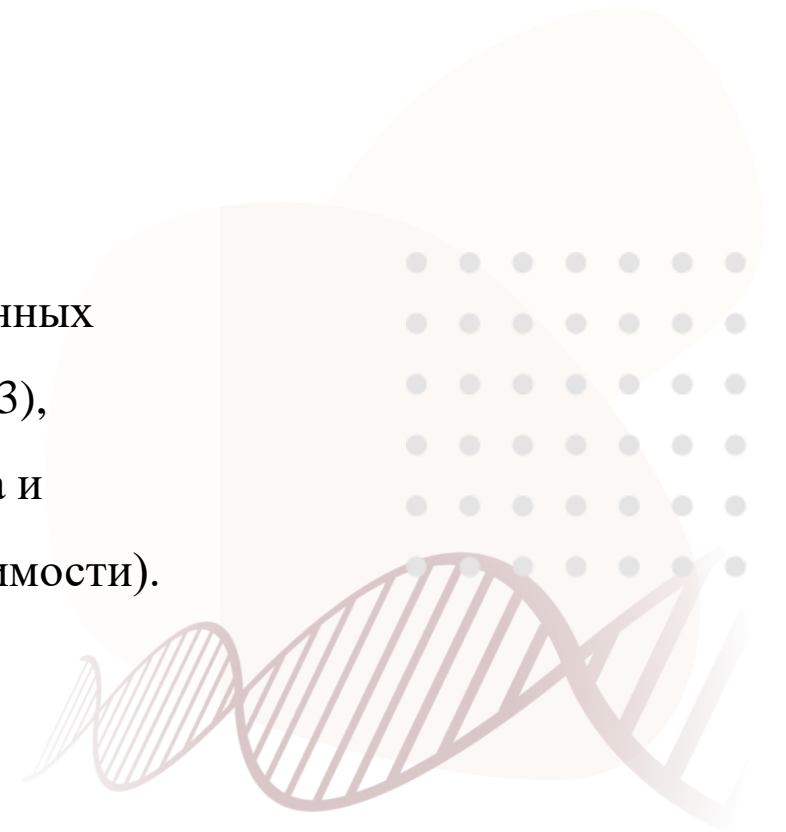 нных
3),
а и
имости).